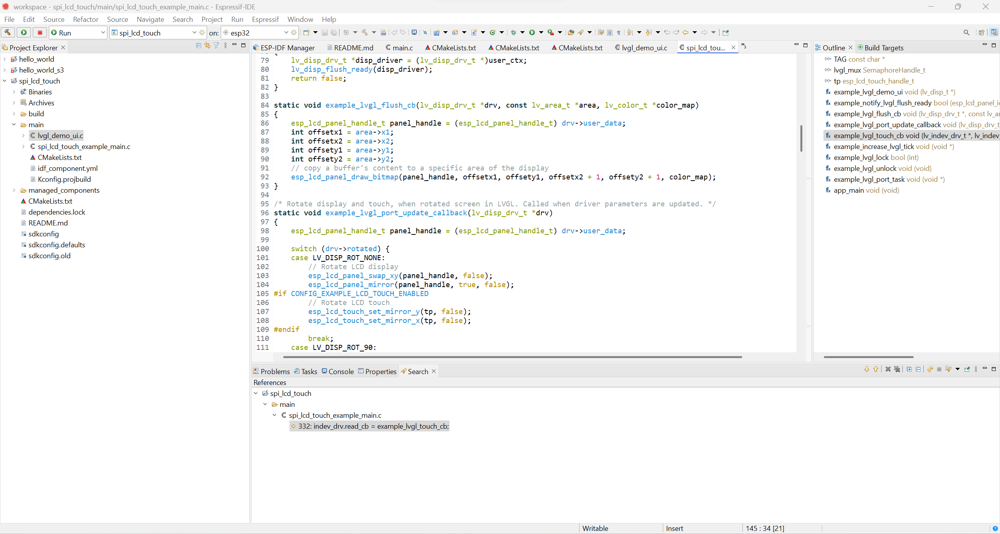 workspace - spi_lcd_touch/main/spi_lcd_touch_example_main.c - Espressif-IDE
File Edit Source Refactor Source Navigate Search Project Run Espressif Window Help
Run spi_lcd_touch on: esp32
Project Explorer
hello_world
hello_world_s3
spi_lcd_touch
Binaries
Archives
build
main
lvgl_demo_ui.c
spi_lcd_touch_example_main.c
CMakeLists.txt
idf_component.yml
Kconfig.projbuild
managed_components
CMakeLists.txt
dependencies.lock
README.md
sdkconfig
sdkconfig.defaults
sdkconfig.old
ESP-IDF Manager README.md main.c CMakeLists.txt CMakeLists.txt CMakeLists.txt lvgl_demo_ui.c spi_lcd_tou... »3
79     lv_disp_drv_t *disp_driver = (lv_disp_drv_t *)user_ctx;
80     lv_disp_flush_ready(disp_driver);
81     return false;
82 }
83
84 static void example_lvgl_flush_cb(lv_disp_drv_t *drv, const lv_area_t *area, lv_color_t *color_map)
85 {
86     esp_lcd_panel_handle_t panel_handle = (esp_lcd_panel_handle_t) drv->user_data;
87     int offsetx1 = area->x1;
88     int offsetx2 = area->x2;
89     int offsety1 = area->y1;
90     int offsety2 = area->y2;
91     // copy a buffer's content to a specific area of the display
92     esp_lcd_panel_draw_bitmap(panel_handle, offsetx1, offsety1, offsetx2 + 1, offsety2 + 1, color_map);
93 }
94
95 /* Rotate display and touch, when rotated screen in LVGL. Called when driver parameters are updated. */
96 static void example_lvgl_port_update_callback(lv_disp_drv_t *drv)
97 {
98     esp_lcd_panel_handle_t panel_handle = (esp_lcd_panel_handle_t) drv->user_data;
99
100     switch (drv->rotated) {
101     case LV_DISP_ROT_NONE:
102         // Rotate LCD display
103         esp_lcd_panel_swap_xy(panel_handle, false);
104         esp_lcd_panel_mirror(panel_handle, true, false);
105 #if CONFIG_EXAMPLE_LCD_TOUCH_ENABLED
106         // Rotate LCD touch
107         esp_lcd_touch_set_mirror_y(tp, false);
108         esp_lcd_touch_set_mirror_x(tp, false);
109 #endif
110         break;
111     case LV_DISP_ROT_90:
Outline Build Targets
TAG const char *
lvgl_mux SemaphoreHandle_t
tp esp_lcd_touch_handle_t
example_lvgl_demo_ui void (lv_disp_t *)
example_notify_lvgl_flush_ready bool (esp_lcd_panel_i
example_lvgl_flush_cb void (lv_disp_drv_t *, const lv_a
example_lvgl_port_update_callback void (lv_disp_drv_t
example_lvgl_touch_cb void (lv_indev_drv_t *, lv_indev_
example_increase_lvgl_tick void (void *)
example_lvgl_lock bool (int)
example_lvgl_unlock void (void)
example_lvgl_port_task void (void *)
app_main void (void)
Problems Tasks Console Properties Search
References
spi_lcd_touch
main
spi_lcd_touch_example_main.c
332: indev_drv.read_cb = example_lvgl_touch_cb;
Writable Insert 145 : 34 [21]